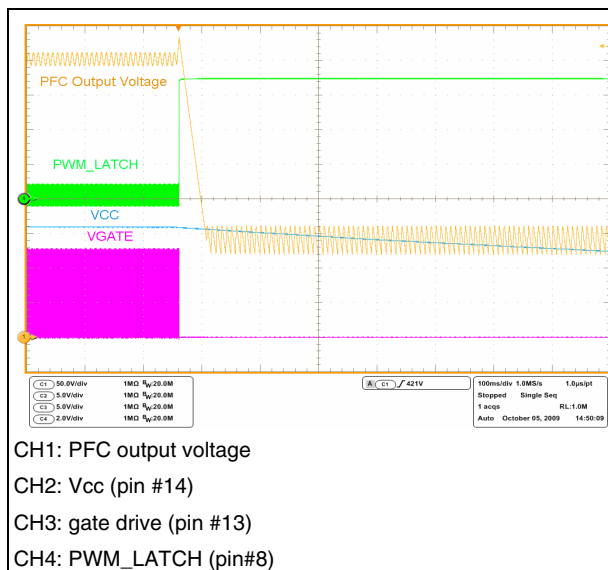 PFC Output Voltage
PWM_LATCH
4
VCC
VGATE
1
C1 50.0V/div 1MΩ BW:20.0M
C2 5.0V/div 1MΩ BW:20.0M
C3 5.0V/div 1MΩ BW:20.0M
C4 2.0V/div 1MΩ BW:20.0M
A C1 ∫ 421V
100ms/div 1.0MS/s 1.0µs/pt
Stopped Single Seq
1 acqs RL:1.0M
Auto October 05, 2009 14:50:09
CH1: PFC output voltage
CH2: Vcc (pin #14)
CH3: gate drive (pin #13)
CH4: PWM_LATCH (pin#8)